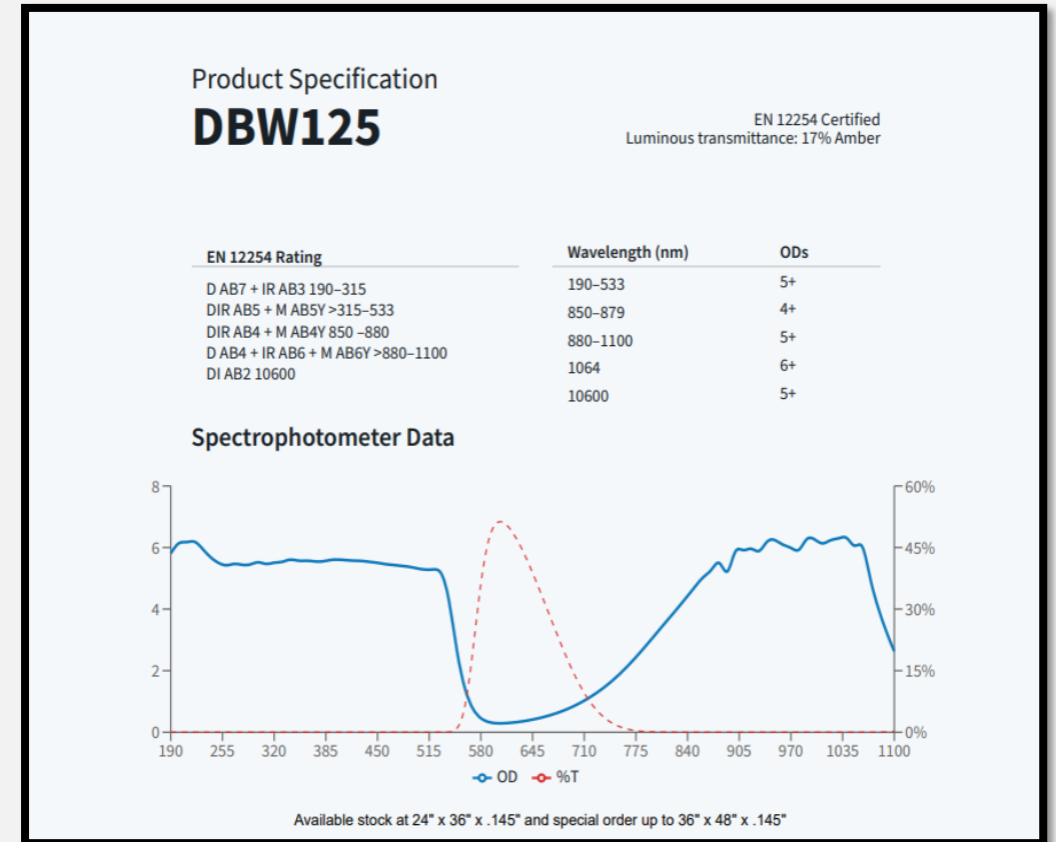 Product Specification
DBW125
EN 12254 Certified
Luminous transmittance: 17% Amber
EN 12254 Rating
D AB7 + IR AB3 190–315
DIR AB5 + M AB5Y >315–533
DIR AB4 + M AB4Y 850 –880
D AB4 + IR AB6 + M AB6Y >880–1100
DI AB2 10600
Wavelength (nm) ODs
190–533 5+
850–879 4+
880–1100 5+
1064 6+
10600 5+
Spectrophotometer Data
8 60%
6 45%
4 30%
2 15%
0 0%
190 255 320 385 450 515 580 645 710 775 840 905 970 1035 1100
OD %T
Available stock at 24" x 36" x .145" and special order up to 36" x 48" x .145"